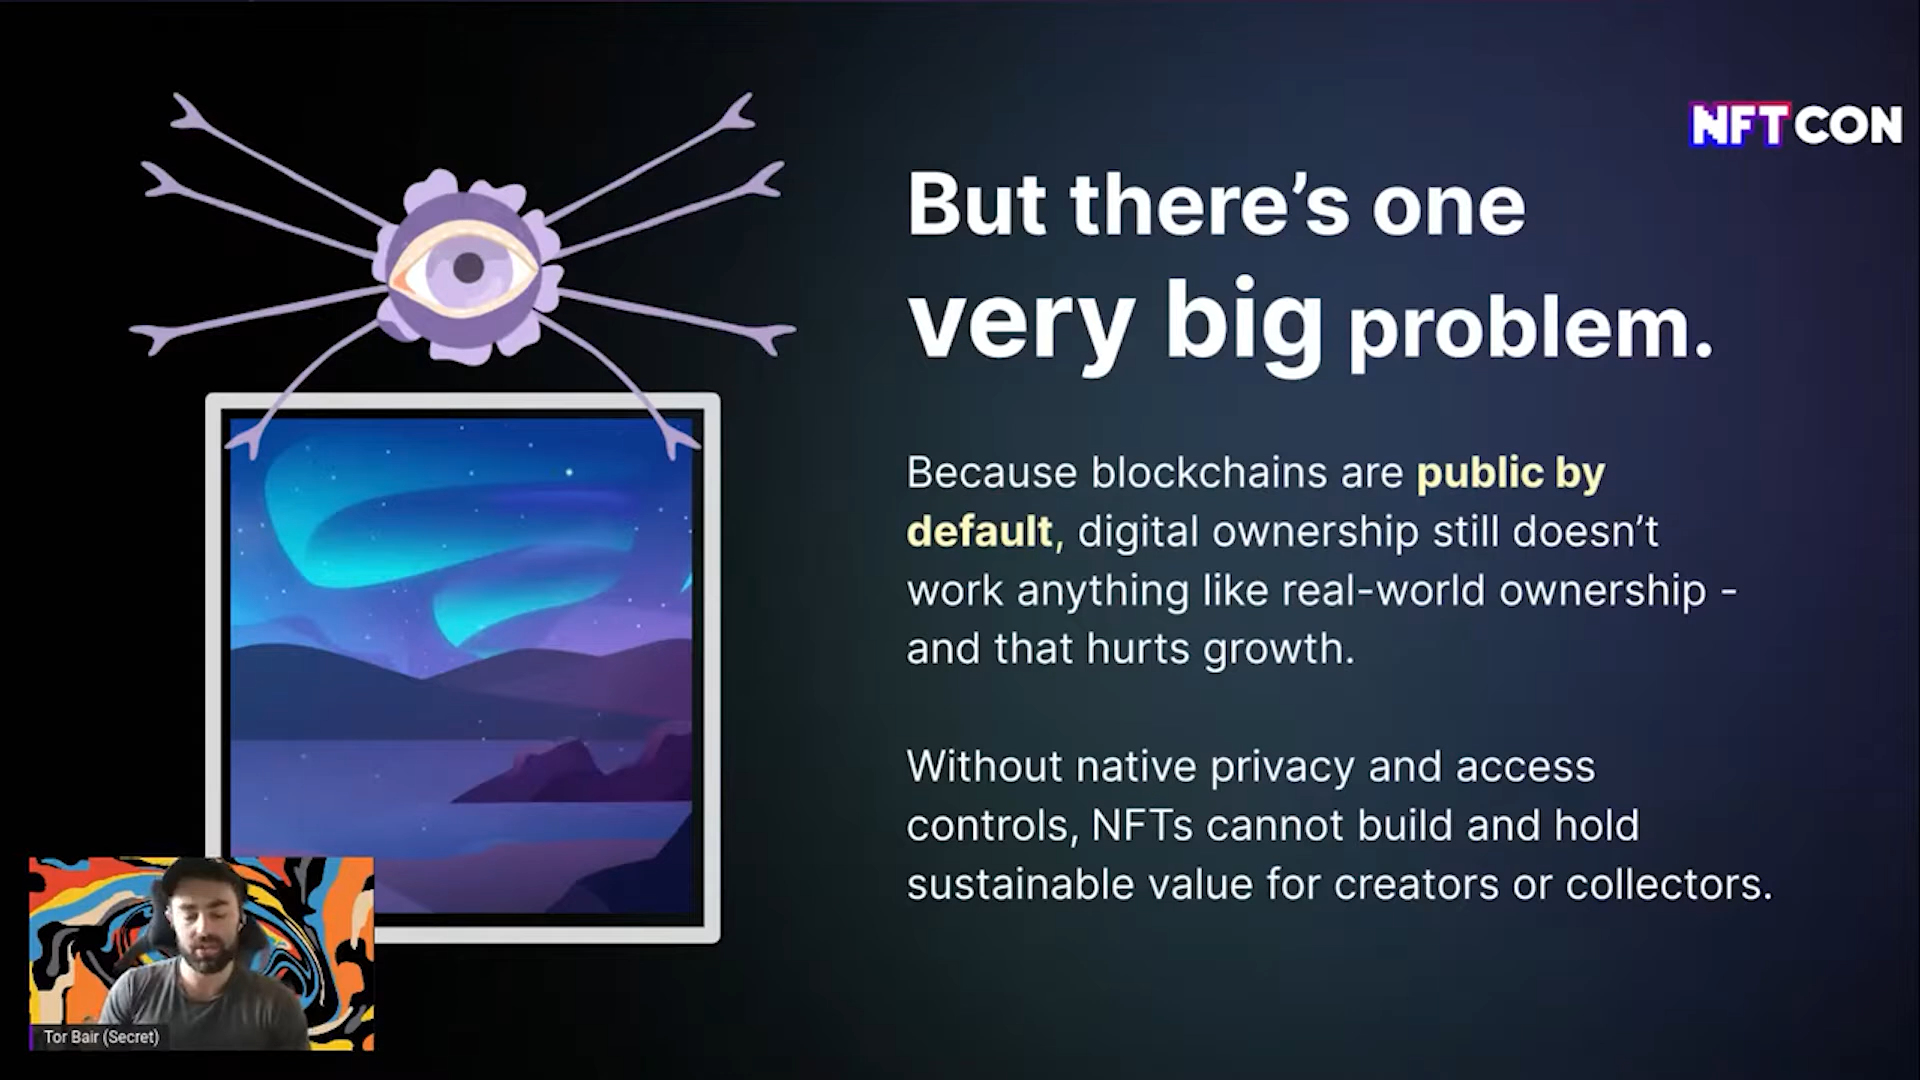 NFTCON
But there's one
very big problem.
Because blockchains are public by
default, digital ownership still doesn't
work anything like real-world ownership -
and that hurts growth.
Without native privacy and access
controls, NFTs cannot build and hold
sustainable value for creators or collectors.
Tor Bair (Secret)